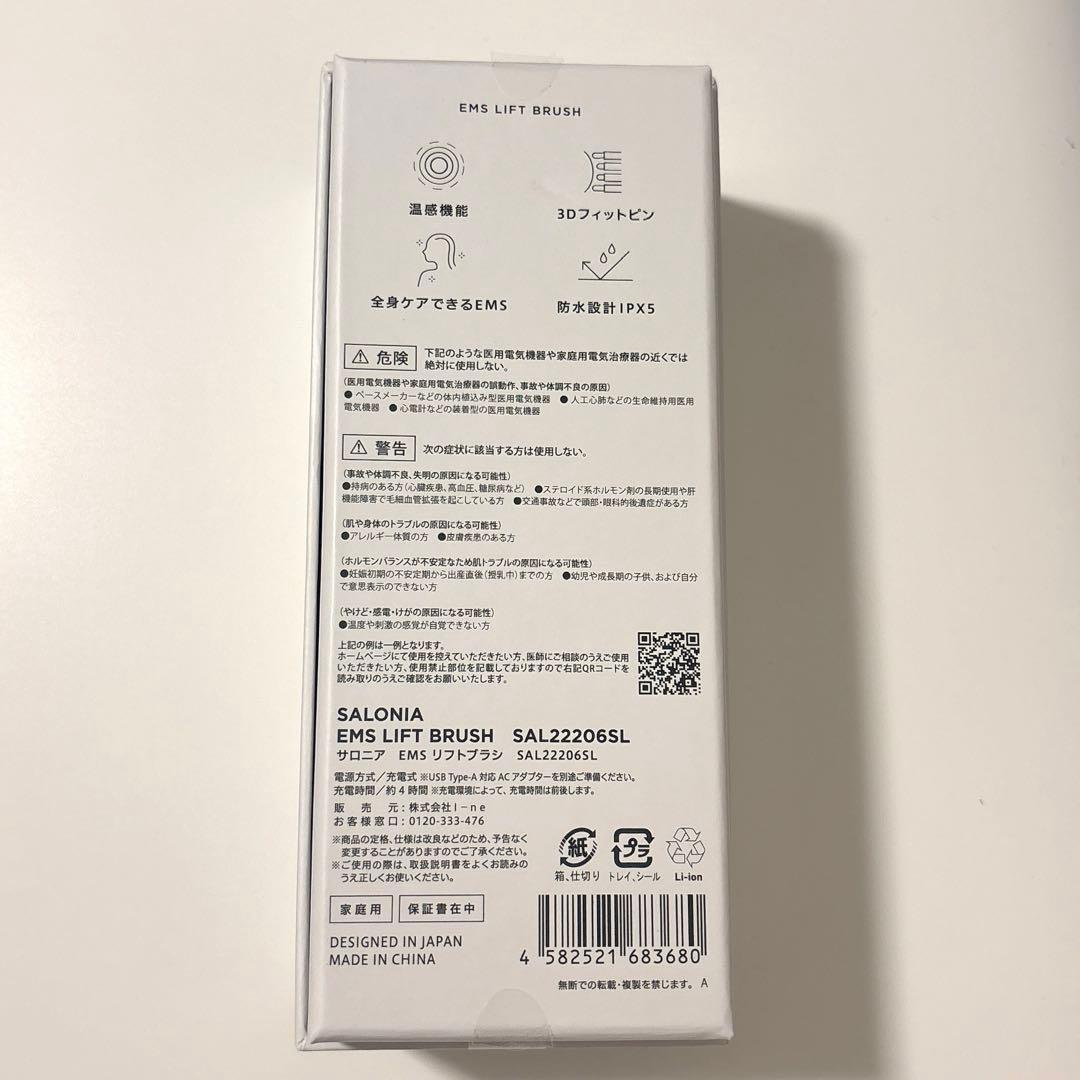 EMS LIFT BRUSH
温感機能
3Dフィットピン
全身ケアできるEMS
防水設計IPX5
⚠ 危険 下記のような医用電気機器や家庭用電気治療器の近くでは
絶対に使用しない。
(医用電気機器や家庭用電気治療器の誤動作、事故や体調不良の原因)
●ペースメーカーなどの体内植込み型医用電気機器 ●人工心肺などの生命維持用医用
電気機器 ●心電計などの装着型の医用電気機器
⚠ 警告 次の症状に該当する方は使用しない。
(事故や体調不良、失明の原因になる可能性)
●持病のある方(心臓疾患、高血圧、糖尿病など) ●ステロイド系ホルモン剤の長期使用や肝
機能障害で毛細血管拡張を起こしている方 ●交通事故などで頭部・眼科的後遺症がある方
(肌や身体のトラブルの原因になる可能性)
●アレルギー体質の方 ●皮膚疾患のある方
(ホルモンバランスが不安定なため肌トラブルの原因になる可能性)
●妊娠初期の不安定期から出産直後(授乳中)までの方 ●幼児や成長期の子供、および自分
で意思表示のできない方
(やけど・感電・けがの原因になる可能性)
●温度や刺激の感覚が自覚できない方
上記の例は一例となります。
ホームページにて使用を控えていただきたい方、医師にご相談のうえご使用
いただきたい方、使用禁止部位を記載しておりますので右記QRコードを
読み取りのうえご確認をお願いいたします。
SALONIA
EMS LIFT BRUSH SAL22206SL
サロニア EMS リフトブラシ SAL22206SL
電源方式/充電式 ※USB Type-A 対応 AC アダプターを別途ご準備ください。
充電時間/約4時間 ※充電環境によって、充電時間は前後します。
販売元:株式会社I-ne
お客様窓口:0120-333-476
※商品の定格、仕様は改良などのため、予告なく
変更することがありますのでご了承ください。
※ご使用の際は、取扱説明書をよくお読みの
うえ正しくお使いください。
紙
プラ
箱、仕切り トレイ、シール Li-ion
家庭用 保証書在中
DESIGNED IN JAPAN
MADE IN CHINA
4 582521 683680
無断での転載・複製を禁じます。 A